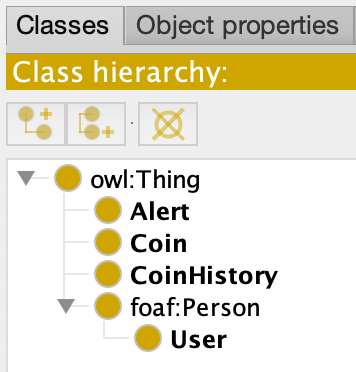 Classes Object properties
Class hierarchy:
owl:Thing
Alert
Coin
CoinHistory
foaf:Person
User